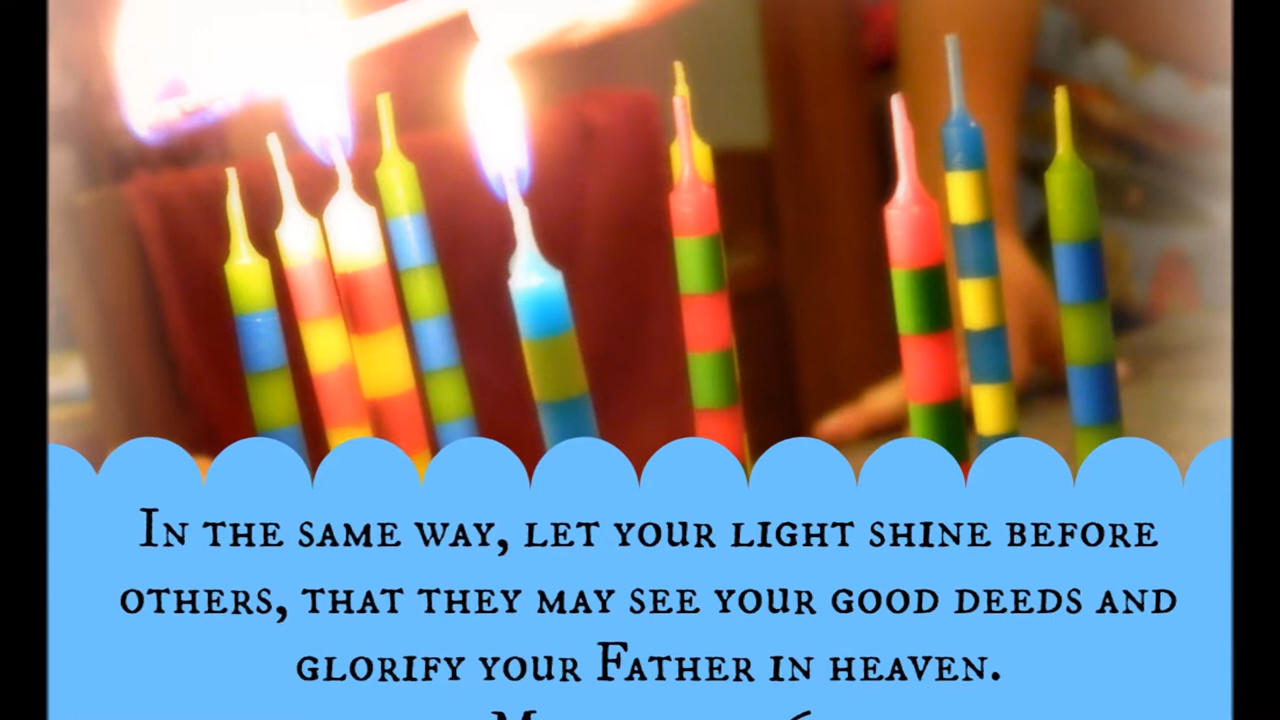 In the same way, let your light shine before
others, that they may see your good deeds and
glorify your Father in heaven.